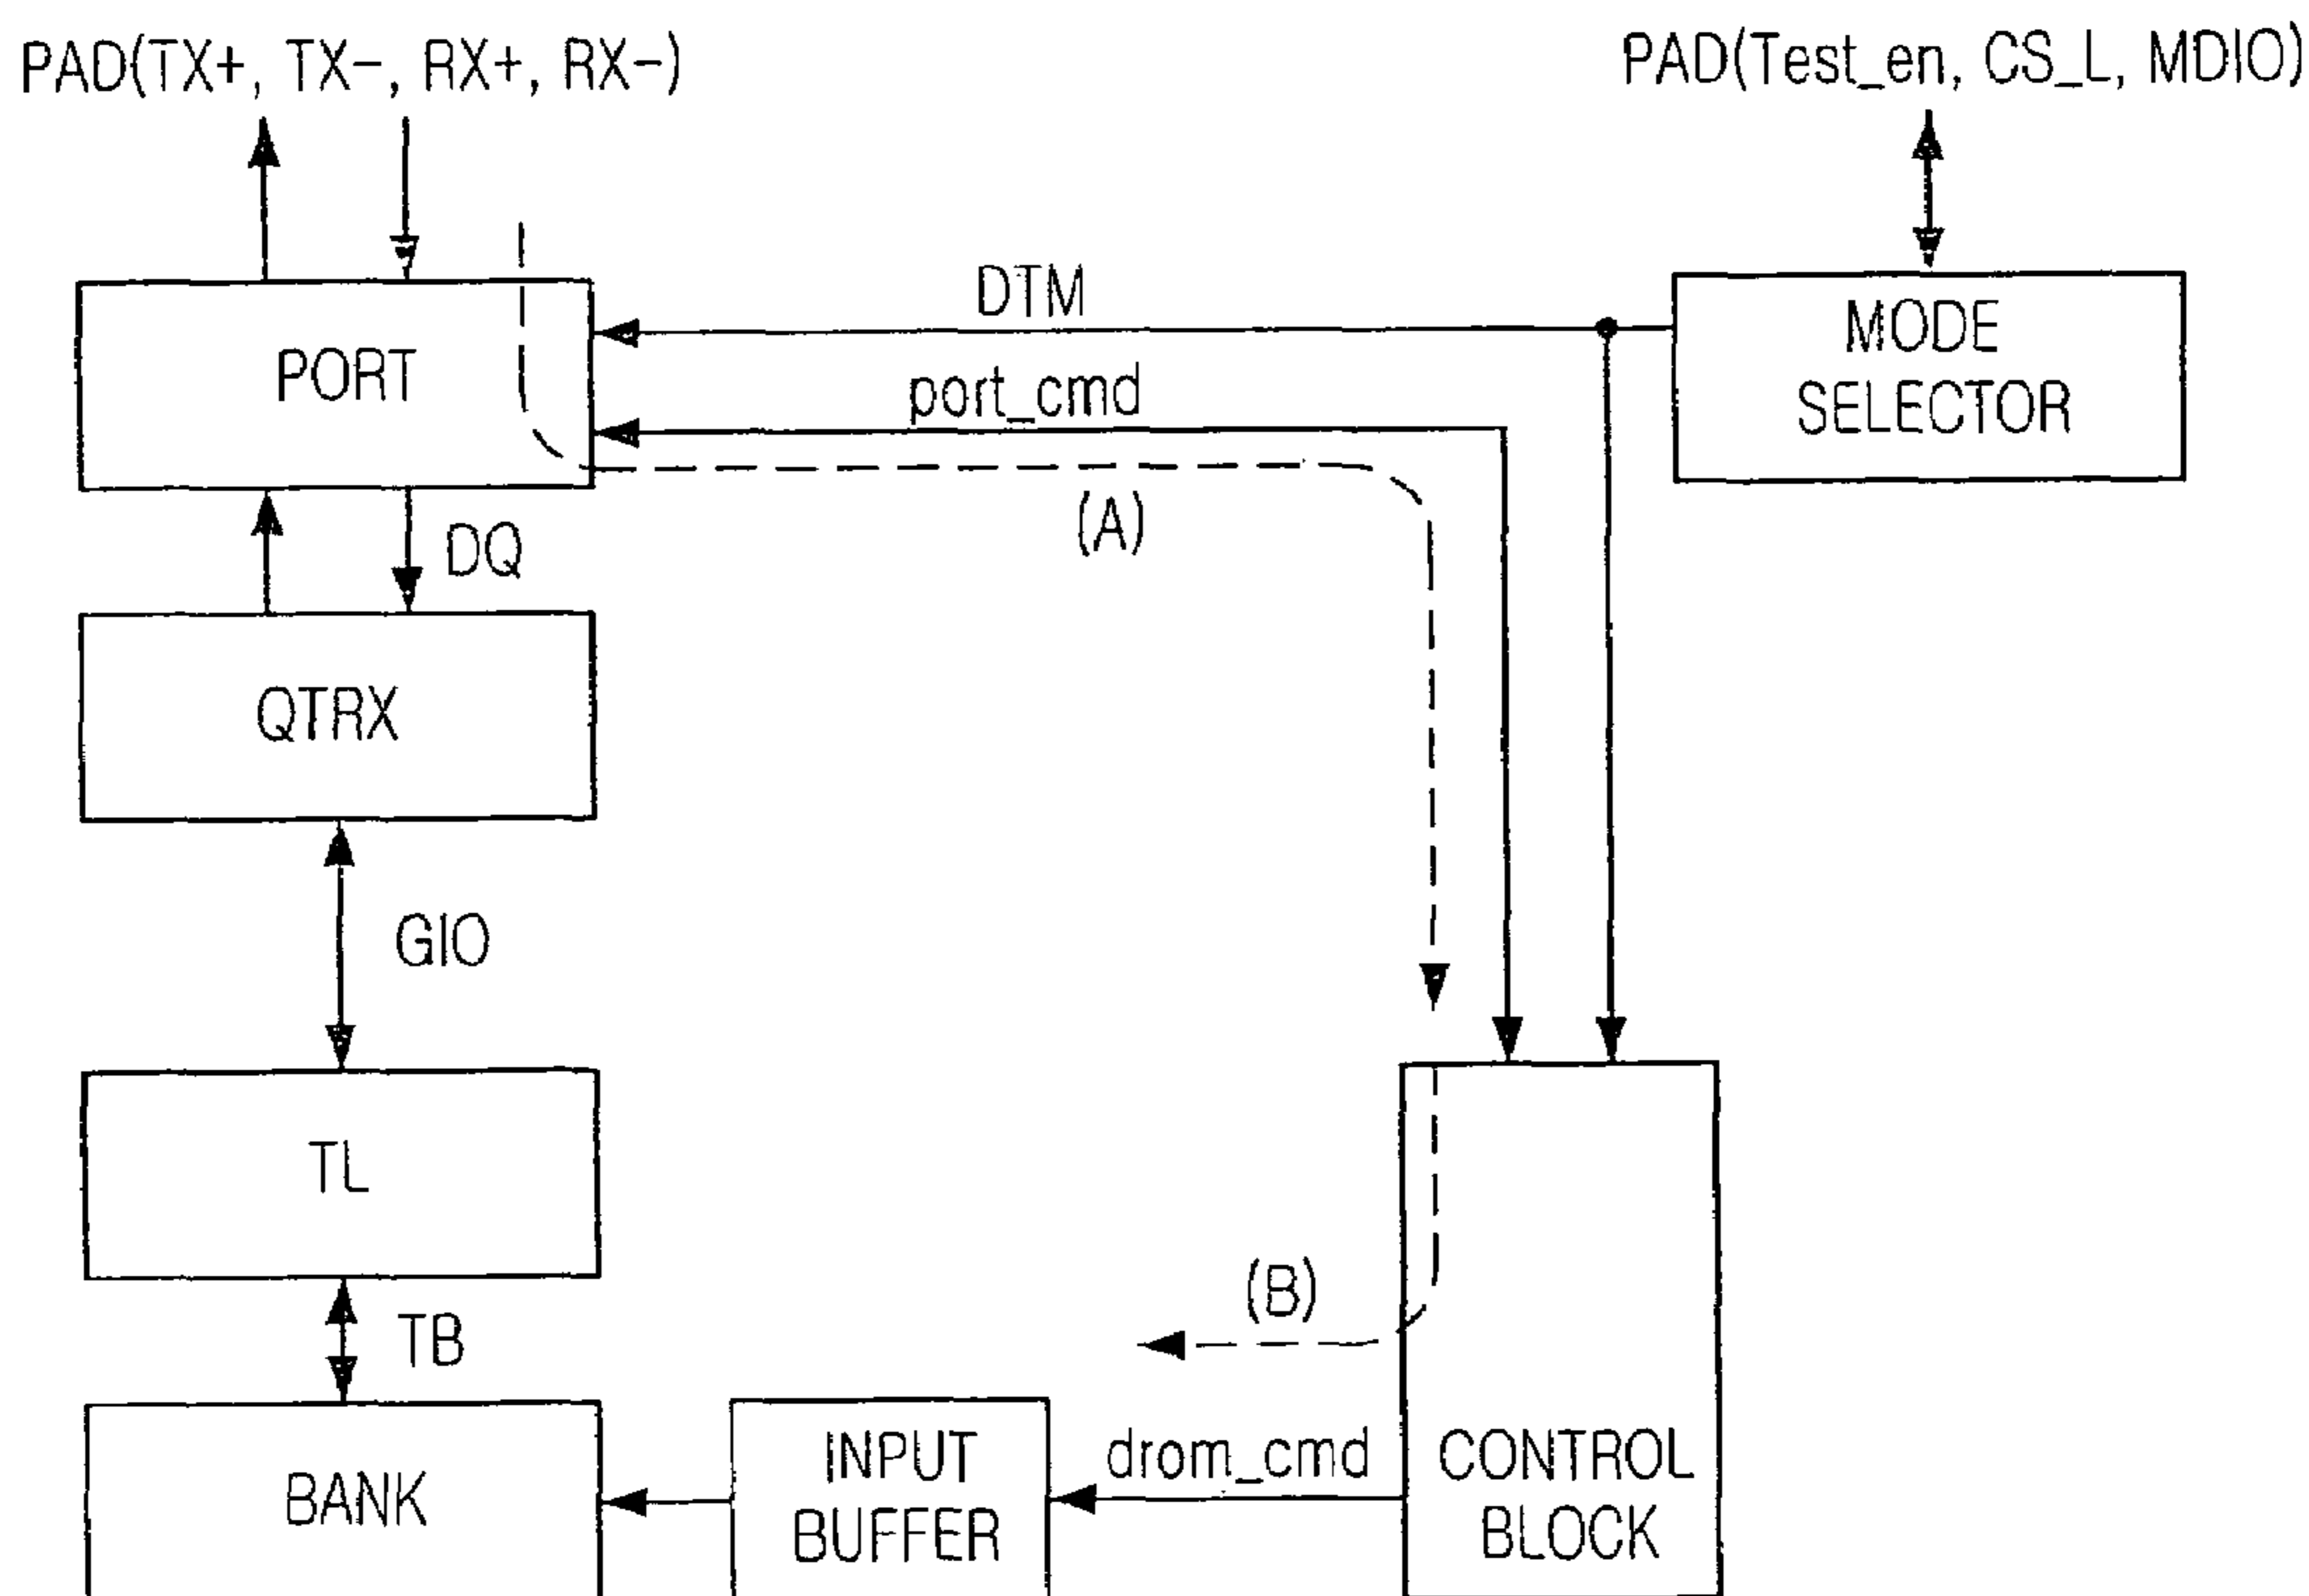 PAD(TX+, TX-, RX+, RX-)
PAD(Test_en, CS_L, MDIO)
DTM
MODE
SELECTOR
PORT
port_cmd
(A)
DQ
QTRX
GIO
TL
(B)
TB
BANK
INPUT
BUFFER
drom_cmd
CONTROL
BLOCK